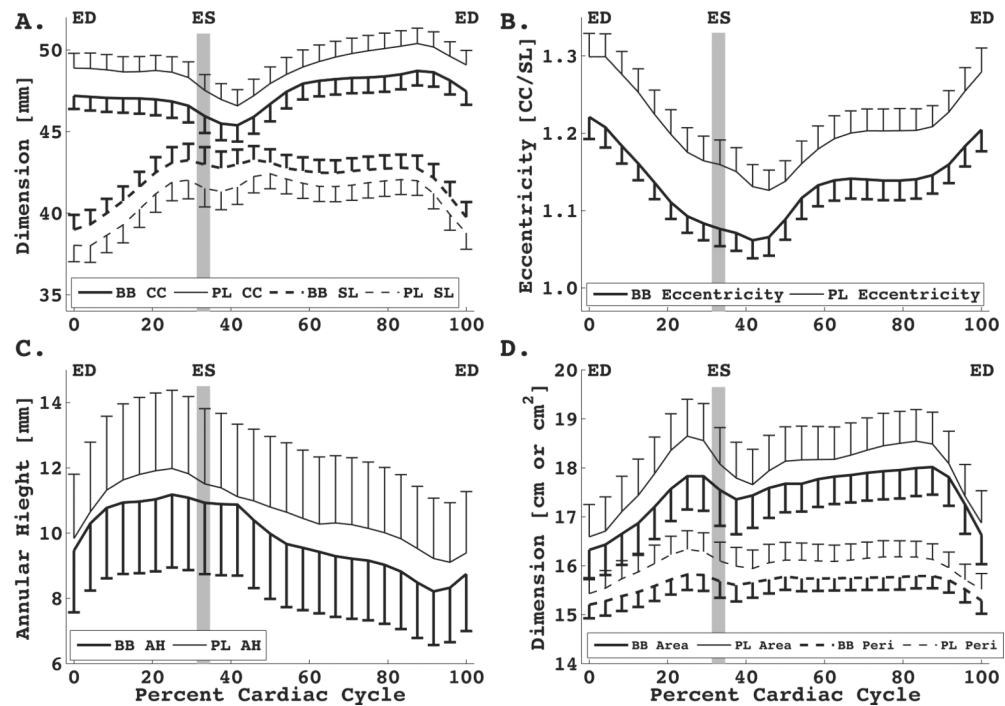 A.
ED
ES
ED
Dimension [mm]
50
45
40
35
BB CC
PL CC
BB SL
PL SL
0
20
40
60
80
100
B.
ED
ES
ED
Eccentricity [CC/SL]
1.3
1.2
1.1
1.0
BB Eccentricity
PL Eccentricity
0
20
40
60
80
100
C.
ED
ES
ED
Annular Hieght [mm]
14
12
10
8
6
BB AH
PL AH
0
20
40
60
80
100
Percent Cardiac Cycle
D.
ED
ES
ED
Dimension [cm or cm²]
19
18
17
16
15
14
BB Area
PL Area
BB Peri
PL Peri
0
20
40
60
80
100
Percent Cardiac Cycle